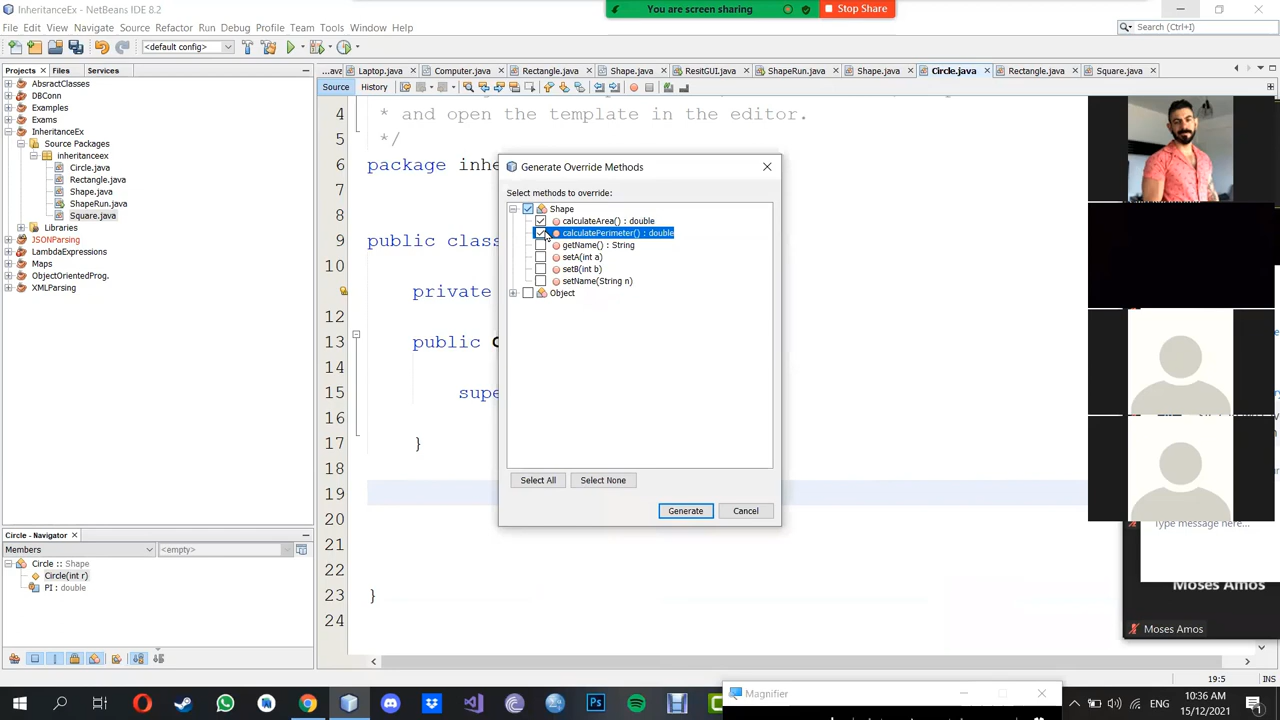 InheritanceEx - NetBeans IDE 8.2
You are screen sharing
Stop Share
File Edit View Navigate Source Refactor Run Debug Profile Team Tools Window Help
Search (Ctrl+I)
<default config>
Projects
Files
Services
...ava
Laptop.java
Computer.java
Rectangle.java
Shape.java
ResitGUI.java
ShapeRun.java
Shape.java
Circle.java
Rectangle.java
Square.java
Source
History
AbstractClasses
DBConn
Examples
Exams
InheritanceEx
Source Packages
inheritanceex
Circle.java
Rectangle.java
Shape.java
ShapeRun.java
Square.java
Libraries
JSONParsing
LambdaExpressions
Maps
ObjectOrientedProg.
XMLParsing
4 * and open the template in the editor.
5 */
6 package inhe
7
8
9 public class
10
private
12
13 public C
14
15 supe
16
17 }
18
19
20
21
22
23 }
24
Generate Override Methods
Select methods to override:
Shape
calculateArea() : double
calculatePerimeter() : double
getName() : String
setA(int a)
setB(int b)
setName(String n)
Object
Select All
Select None
Generate
Cancel
Circle - Navigator
Members
<empty>
Circle :: Shape
Circle(int r)
PI : double
Type message here...
Moses Amos
Moses Amos
19:5
INS
Magnifier
ENG
10:36 AM
15/12/2021